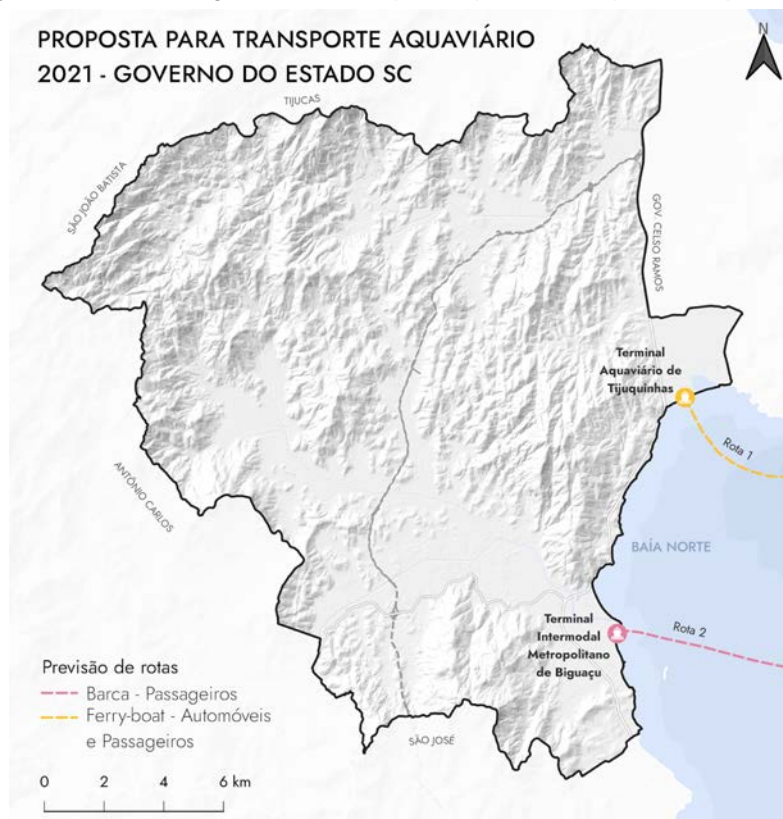 PROPOSTA PARA TRANSPORTE AQUAVIÁRIO
2021 - GOVERNO DO ESTADO SC
N
TIJUCAS
SÃO JOÃO BATISTA
GOV. CELSO RAMOS
Terminal
Aquaviário de
Tijuquinhas
Rota 1
ANTÔNIO CARLOS
BAÍA NORTE
Terminal
Intermodal
Metropolitano
de Biguaçu
Rota 2
Previsão de rotas
Barca - Passageiros
Ferry-boat - Automóveis
e Passageiros
SÃO JOSÉ
0 2 4 6 km